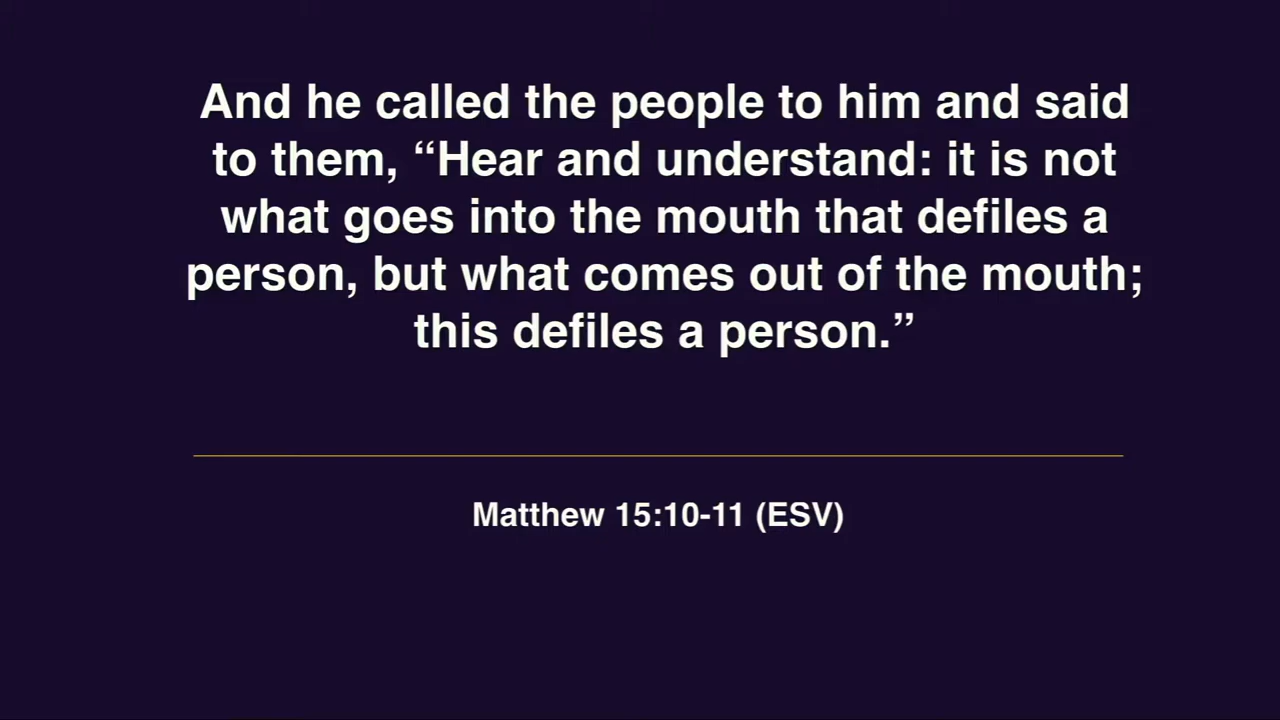 And he called the people to him and said
to them, “Hear and understand: it is not
what goes into the mouth that defiles a
person, but what comes out of the mouth;
this defiles a person.”
Matthew 15:10-11 (ESV)